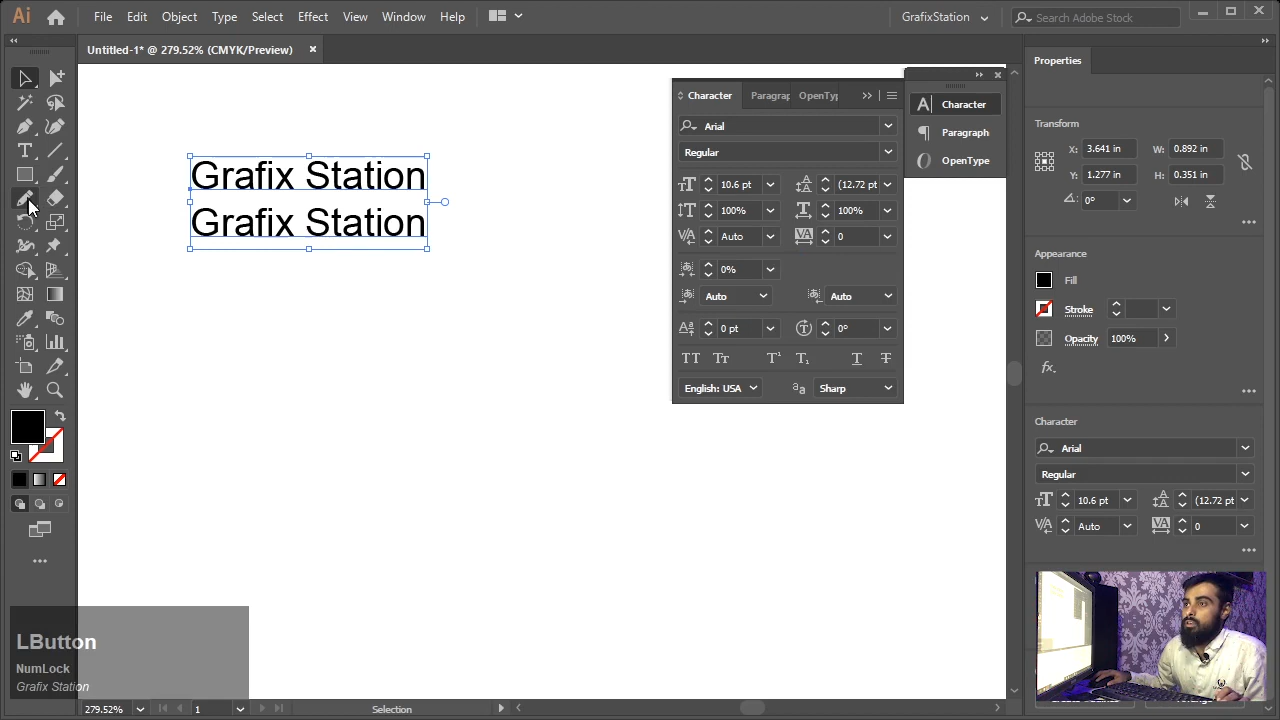 Ai File Edit Object Type Select Effect View Window Help GrafixStation Search Adobe Stock
Untitled-1* @ 279.52% (CMYK/Preview)
Properties
Character Paragrap OpenTyp
Character
Paragraph
OpenType
Arial
Regular
10.6 pt (12.72 pt
100% 100%
Auto 0
0%
Auto Auto
0 pt 0°
English: USA Sharp
Transform
X: 3.641 in W: 0.892 in
Y: 1.277 in H: 0.351 in
0°
Appearance
Fill
Stroke
Opacity 100%
fx.
Character
Arial
Regular
10.6 pt (12.72 pt
Auto 0
Grafix Station
Grafix Station
LButton
NumLock
Grafix Station
279.52% 1 Selection